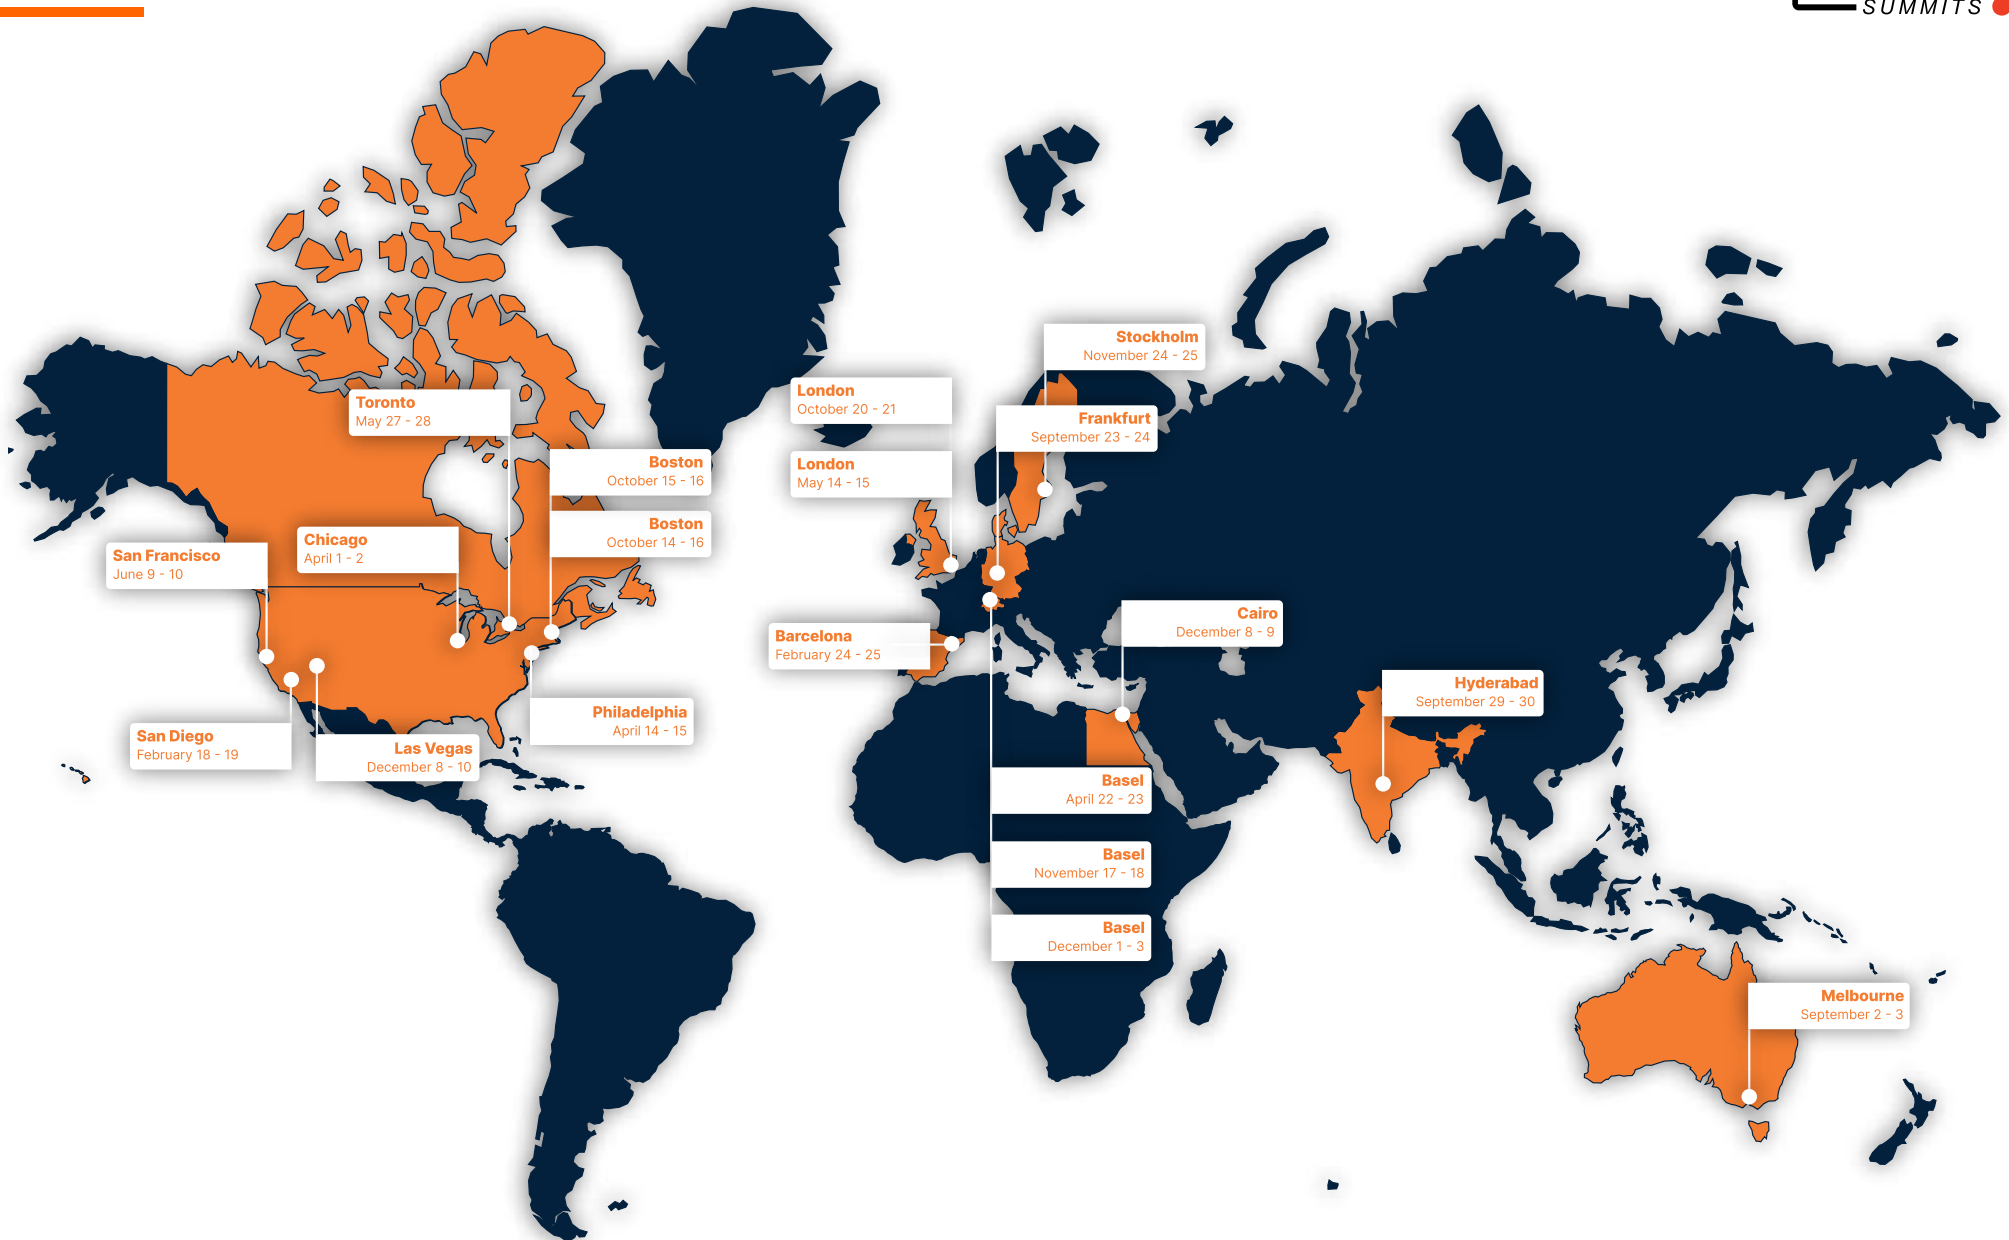 SUMMITS
Stockholm
November 24 - 25
London
October 20 - 21
Toronto
May 27 - 28
Frankfurt
September 23 - 24
Boston
October 15 - 16
London
May 14 - 15
Boston
October 14 - 16
Chicago
April 1 - 2
San Francisco
June 9 - 10
Cairo
December 8 - 9
Barcelona
February 24 - 25
Hyderabad
September 29 - 30
Philadelphia
April 14 - 15
San Diego
February 18 - 19
Las Vegas
December 8 - 10
Basel
April 22 - 23
Basel
November 17 - 18
Basel
December 1 - 3
Melbourne
September 2 - 3